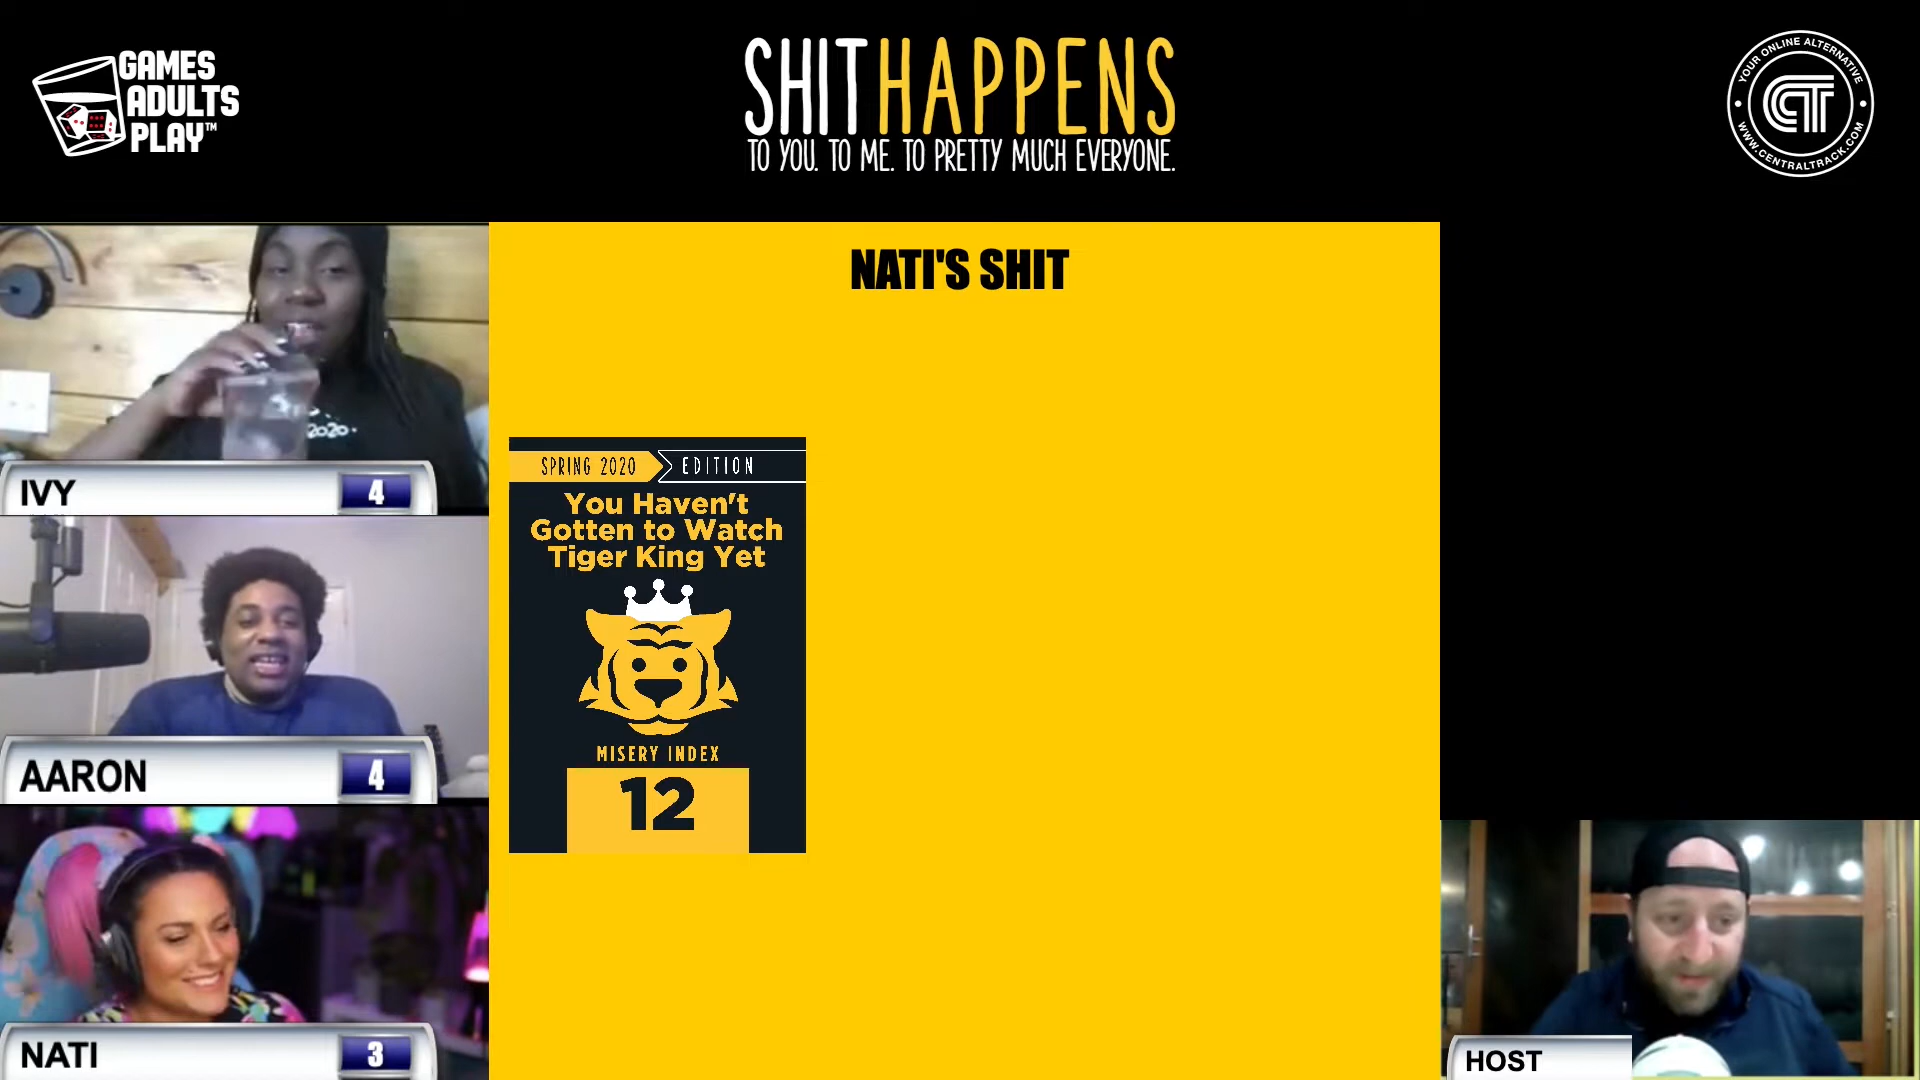 GAMES
ADULTS
PLAY™
SHIT HAPPENS
TO YOU. TO ME. TO PRETTY MUCH EVERYONE.
YOUR ONLINE ALTERNATIVE
CT
WWW.CENTRALTRACK.COM
NATI'S SHIT
SPRING 2020 EDITION
You Haven't
Gotten to Watch
Tiger King Yet
MISERY INDEX
12
2020
IVY 4
AARON 4
NATI 3
HOST